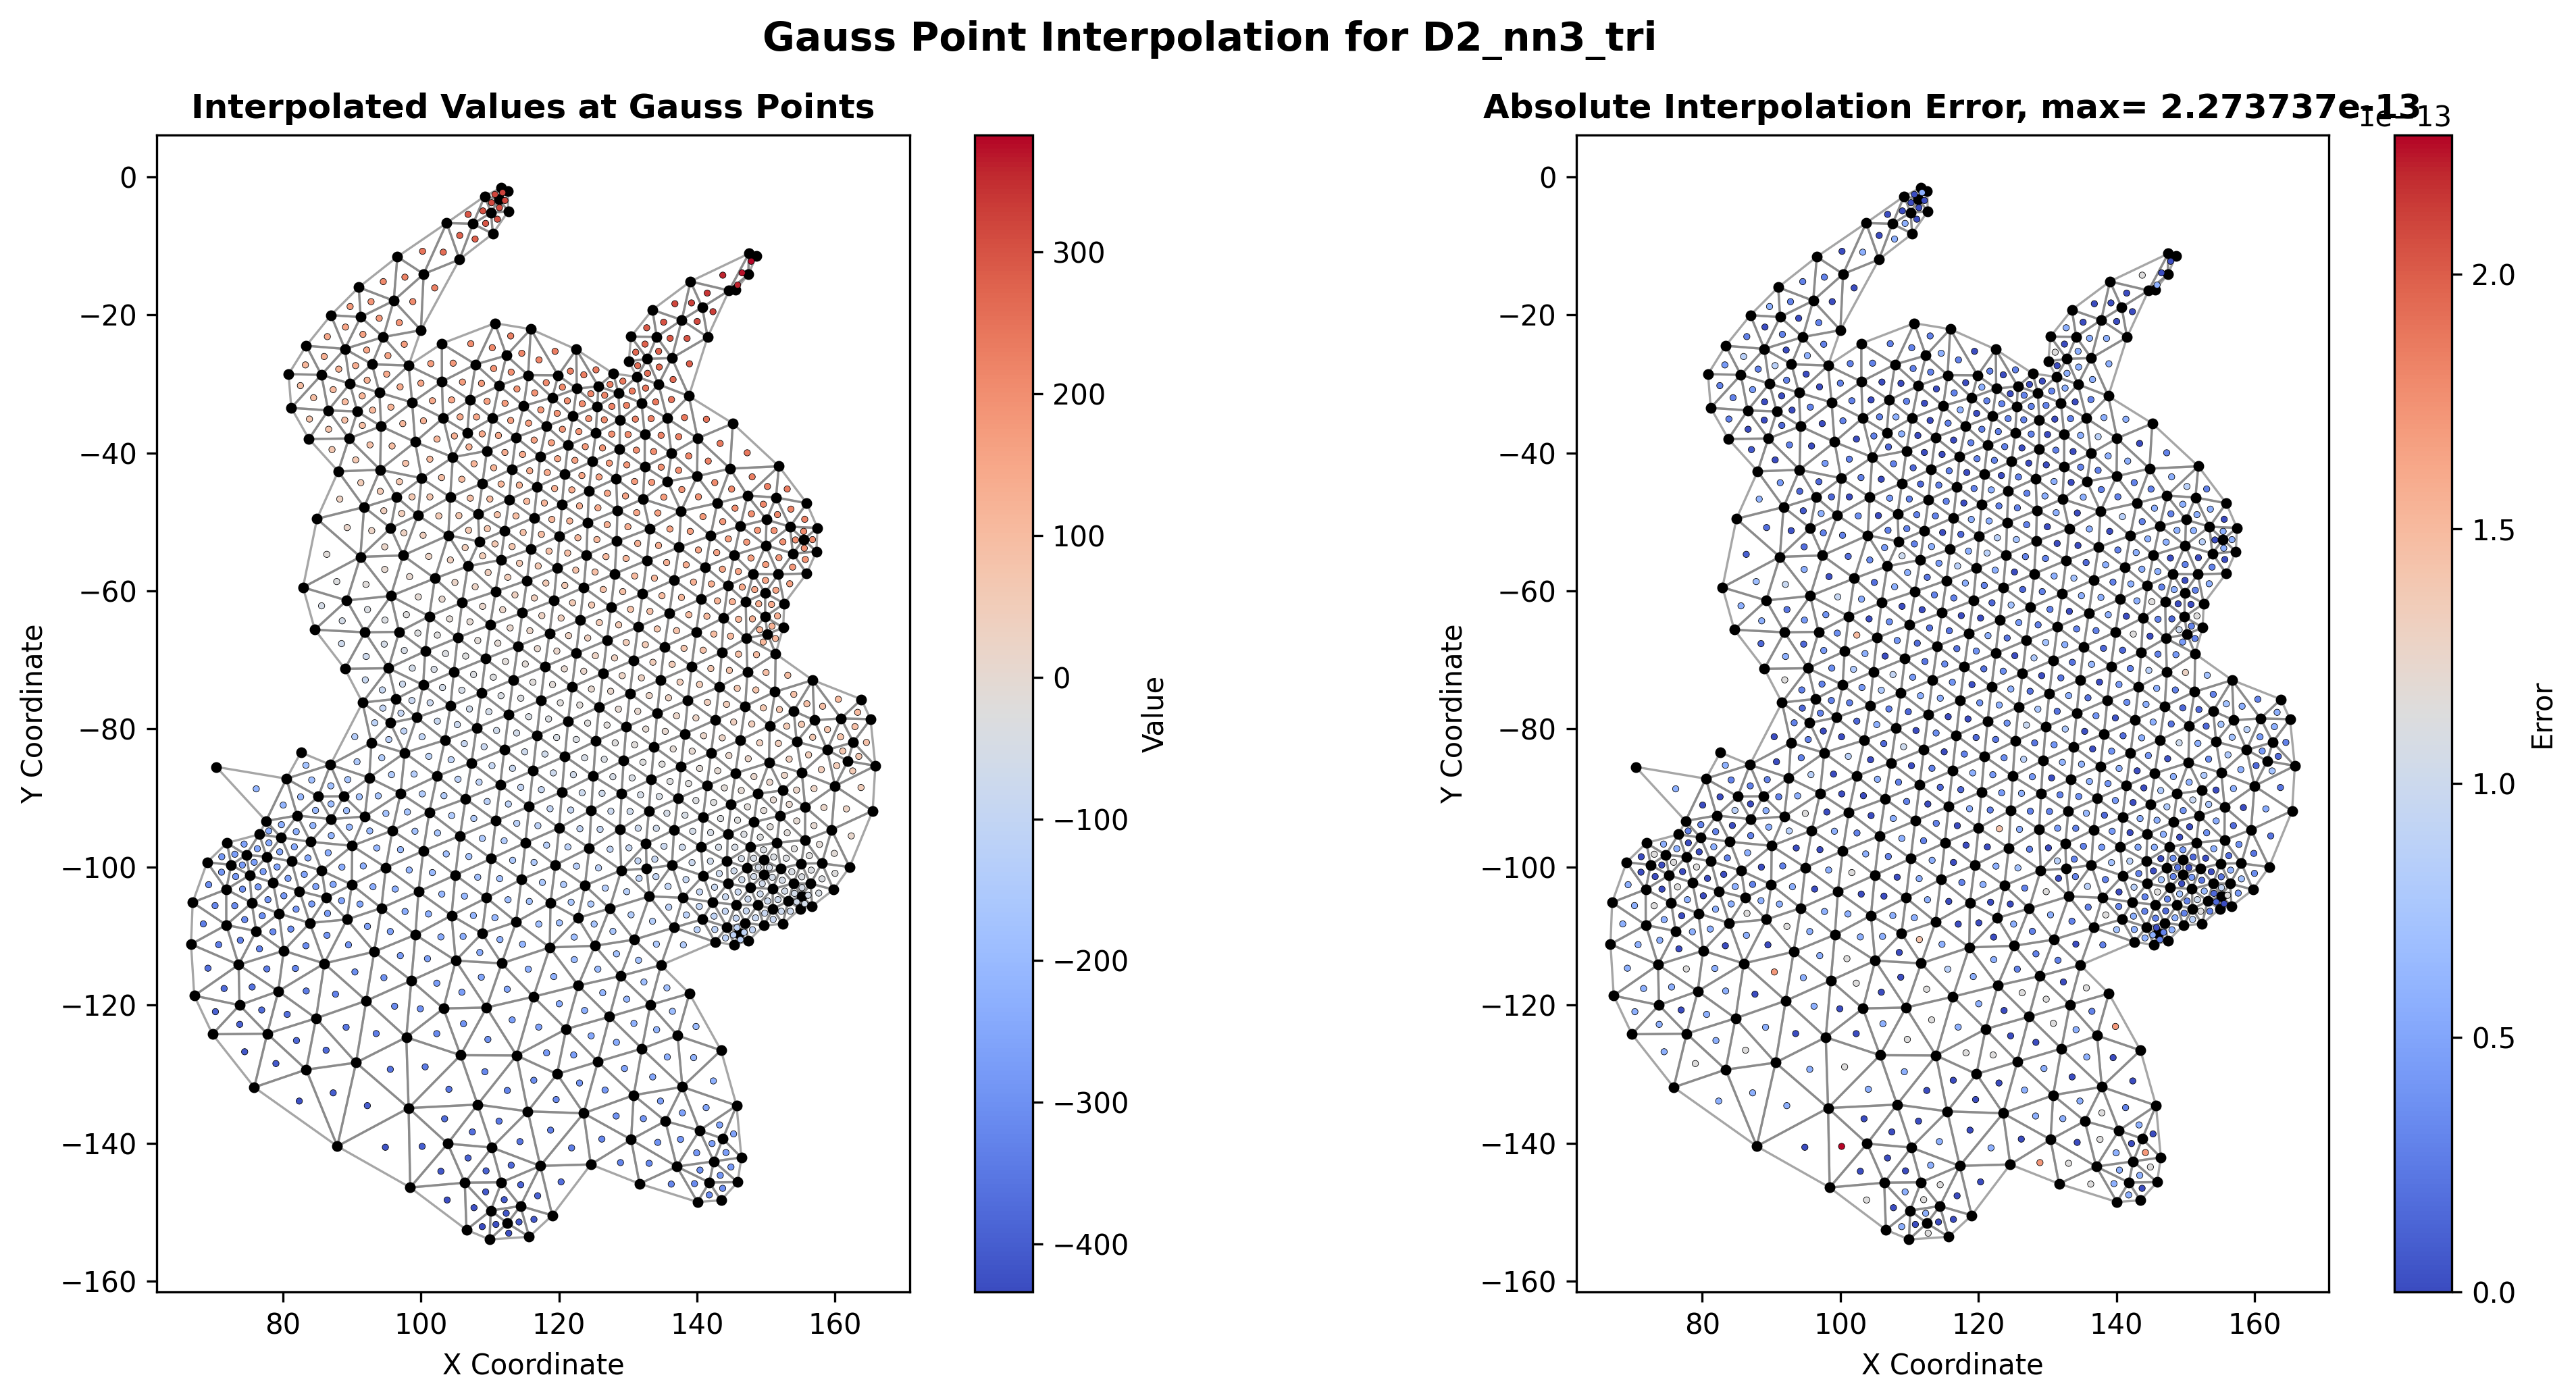 Gauss Point Interpolation for D2_nn3_tri
Interpolated Values at Gauss Points
0
−20
−40
−60
−80
−100
−120
−140
−160
Y Coordinate
80 100 120 140 160
X Coordinate
300
200
100
0
−100
−200
−300
−400
Value
Absolute Interpolation Error, max= 2.273737e-13
1e−13
0
−20
−40
−60
−80
−100
−120
−140
−160
Y Coordinate
80 100 120 140 160
X Coordinate
2.0
1.5
1.0
0.5
0.0
Error